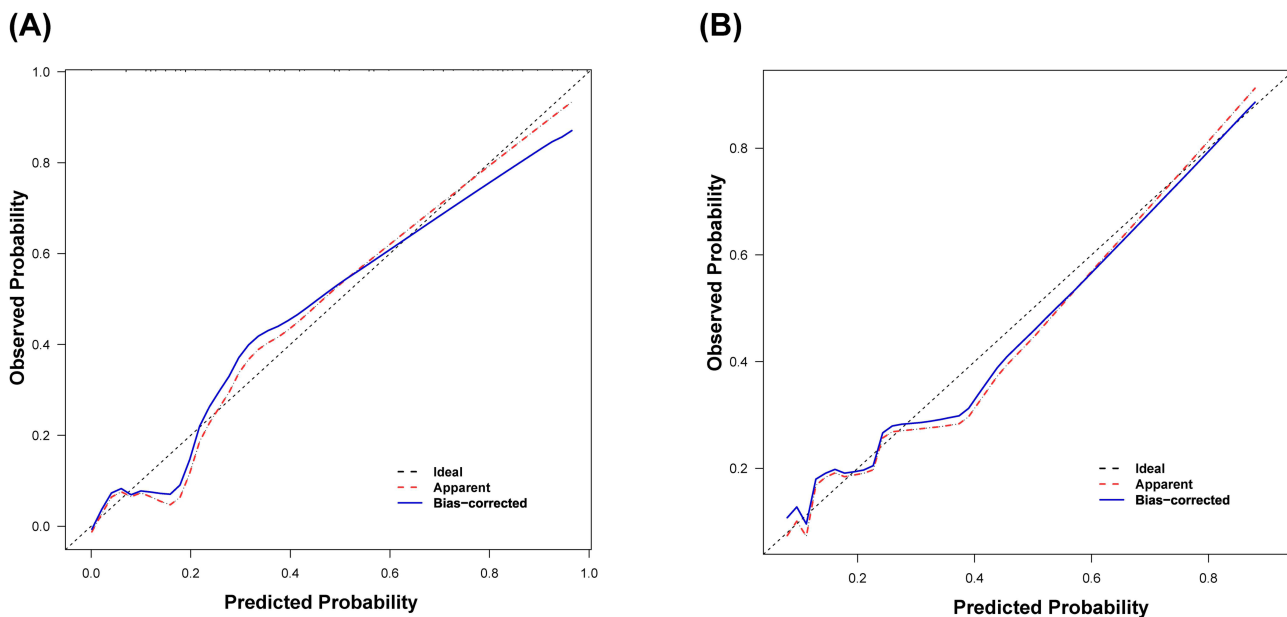 (A)
Observed Probability
1.0
0.8
0.6
0.4
0.2
0.0
0.0 0.2 0.4 0.6 0.8 1.0
Predicted Probability
Ideal
Apparent
Bias−corrected
(B)
Observed Probability
0.8
0.6
0.4
0.2
0.2 0.4 0.6 0.8
Predicted Probability
Ideal
Apparent
Bias−corrected